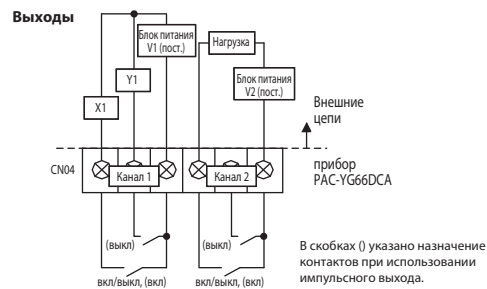 Выходы
Блок питания
V1 (пост.)
Нагрузка
Y1
Блок питания
V2 (пост.)
X1
Внешние
цепи
CN04
Канал 1
Канал 2
прибор
PAC-YG66DCA
(выкл)
(выкл)
вкл/выкл, (вкл)
вкл/выкл, (вкл)
В скобках () указано назначение
контактов при использовании
импульсного выхода.